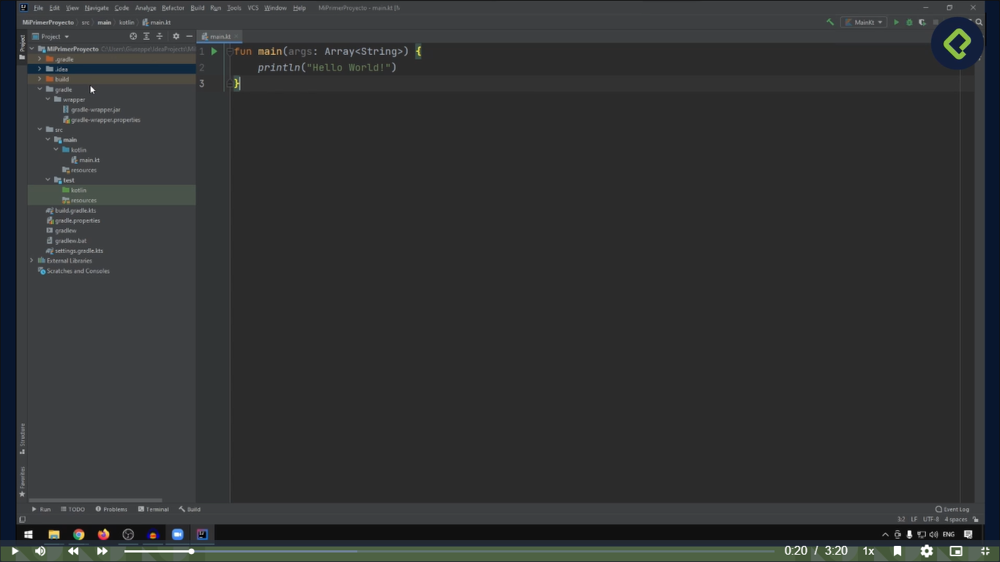 File Edit View Navigate Code Analyze Refactor Build Run Tools VCS Window Help MiPrimerProyecto - main.kt [M
MiPrimerProyecto src main kotlin main.kt
MainKt
Project
main.kt
Project
MiPrimerProyecto C:\Users\Giuseppe\IdeaProjects\Mi
.gradle
.idea
build
gradle
wrapper
gradle-wrapper.jar
gradle-wrapper.properties
src
main
kotlin
main.kt
resources
test
kotlin
resources
build.gradle.kts
gradle.properties
gradlew
gradlew.bat
settings.gradle.kts
External Libraries
Scratches and Consoles
1 fun main(args: Array<String>) {
2 println("Hello World!")
3 }
Structure
Favorites
Run TODO Problems Terminal Build Event Log
3:2 LF UTF-8 4 spaces
ENG
0:20 / 3:20 1x